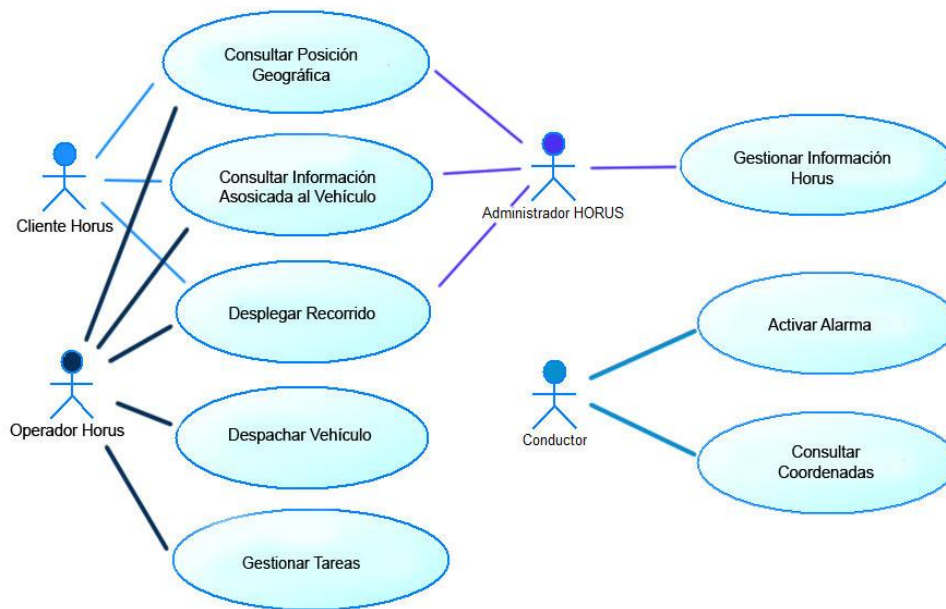 Consultar Posición
Geográfica
Consultar Información
Asosicada al Vehículo
Desplegar Recorrido
Despachar Vehículo
Gestionar Tareas
Cliente Horus
Operador Horus
Administrador HORUS
Conductor
Gestionar Información
Horus
Activar Alarma
Consultar
Coordenadas